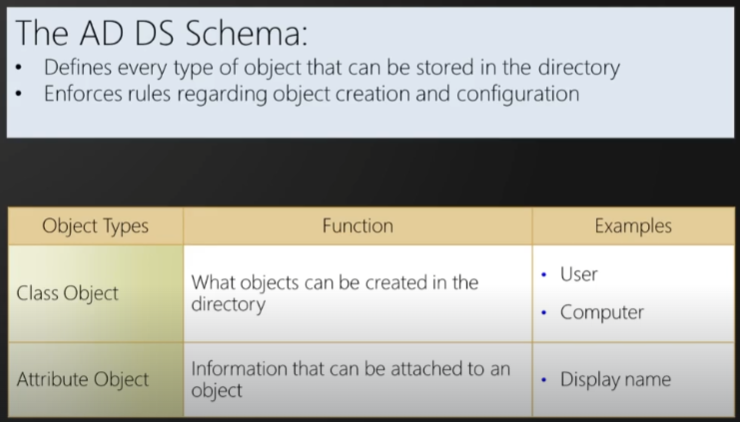 The AD DS Schema:
• Defines every type of object that can be stored in the directory
• Enforces rules regarding object creation and configuration
Object Types Function Examples
Class Object
What objects can be created in the
directory
• User
• Computer
Attribute Object
Information that can be attached to an
object
• Display name